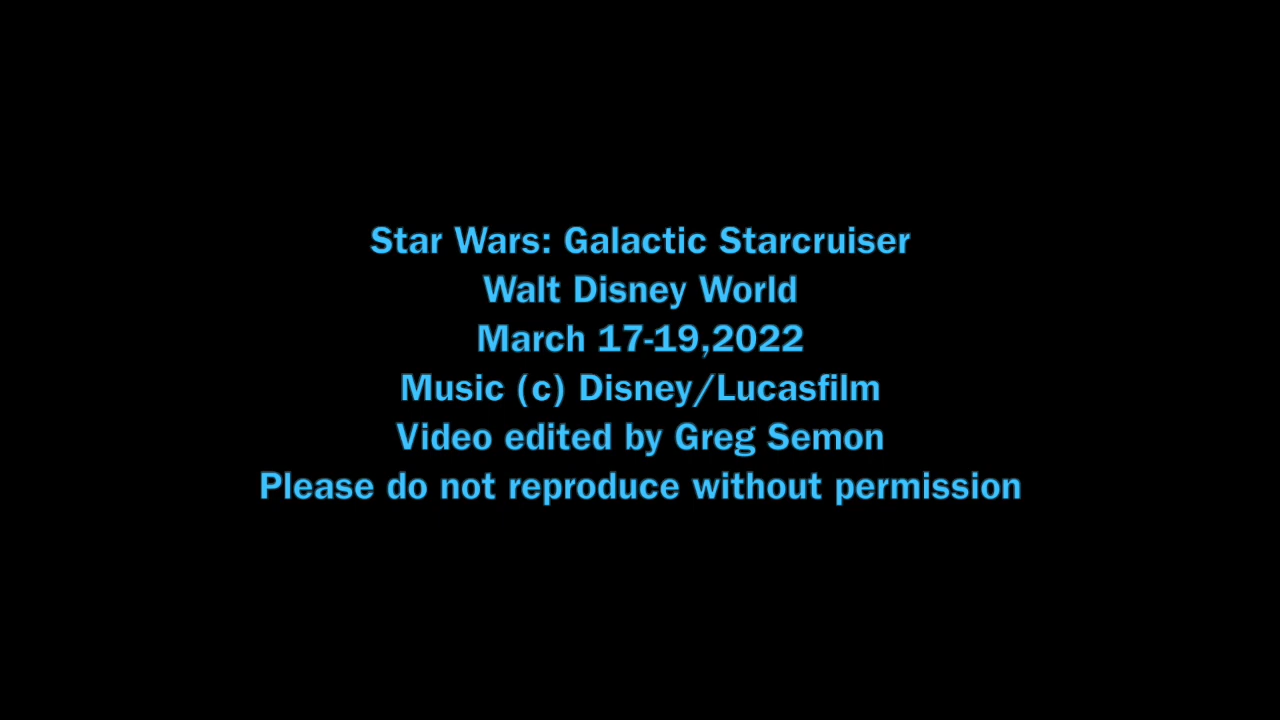 Star Wars: Galactic Starcruiser
Walt Disney World
March 17-19,2022
Music (c) Disney/Lucasfilm
Video edited by Greg Semon
Please do not reproduce without permission